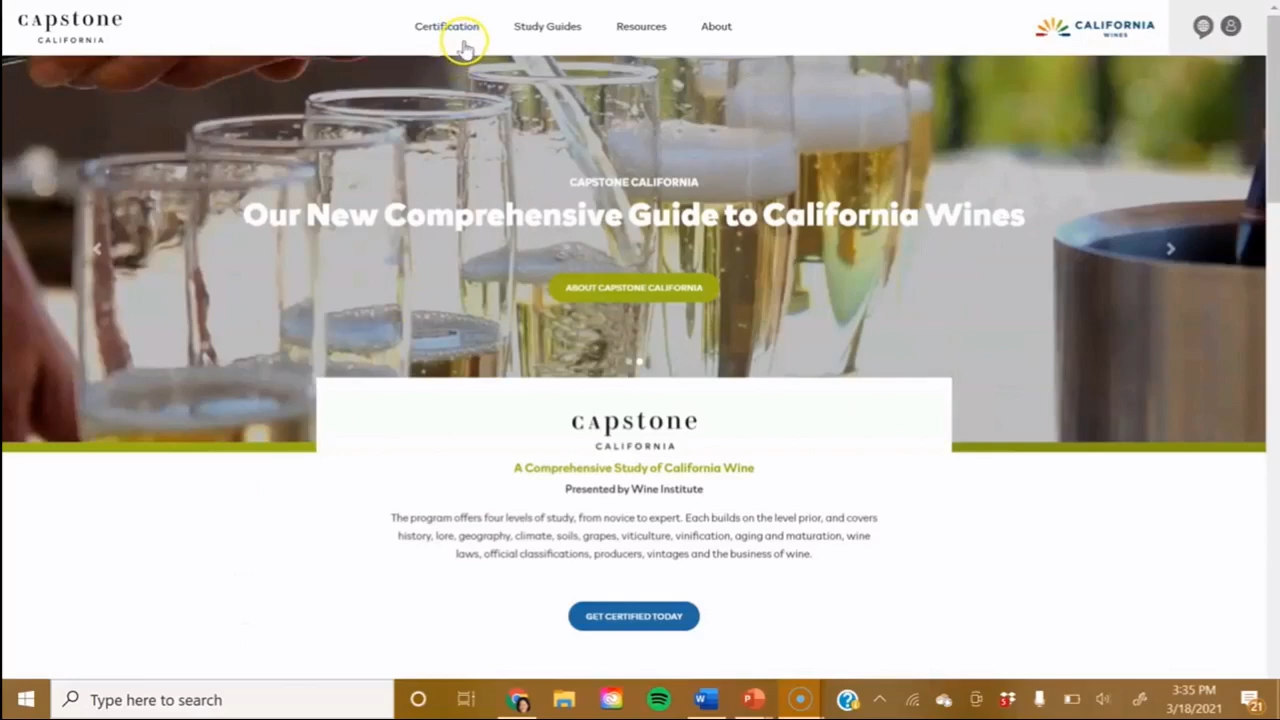 capstone
CALIFORNIA
Certification
Study Guides
Resources
About
CALIFORNIA
WINES
CAPSTONE CALIFORNIA
Our New Comprehensive Guide to California Wines
ABOUT CAPSTONE CALIFORNIA
capstone
CALIFORNIA
A Comprehensive Study of California Wine
Presented by Wine Institute
The program offers four levels of study, from novice to expert. Each builds on the level prior, and covers
history, lore, geography, climate, soils, grapes, viticulture, vinification, aging and maturation, wine
laws, official classifications, producers, vintages and the business of wine.
GET CERTIFIED TODAY
Type here to search
3:35 PM
3/18/2021
21